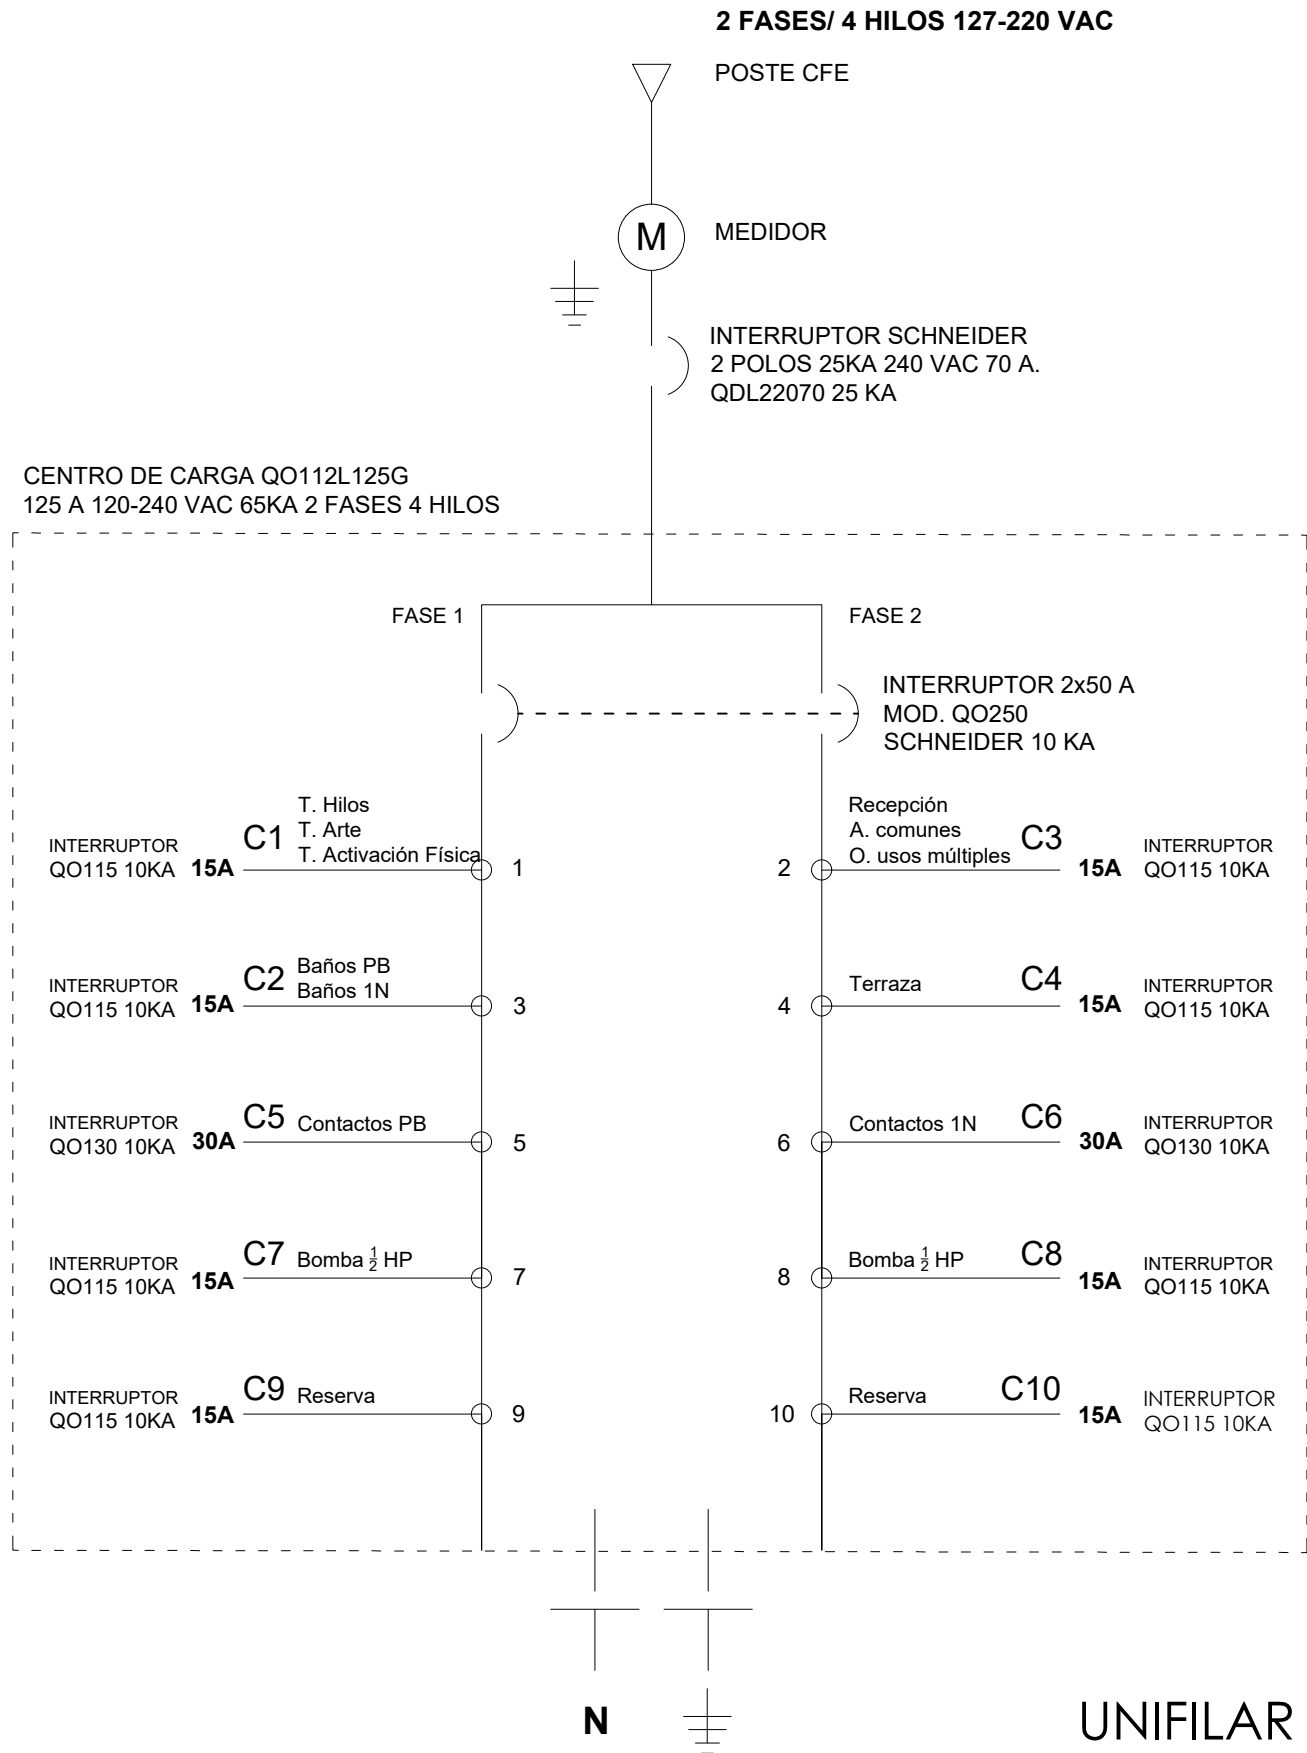 2 FASES/ 4 HILOS 127-220 VAC
POSTE CFE
M
MEDIDOR
INTERRUPTOR SCHNEIDER
2 POLOS 25KA 240 VAC 70 A.
QDL22070 25 KA
CENTRO DE CARGA QO112L125G
125 A 120-240 VAC 65KA 2 FASES 4 HILOS
FASE 1
FASE 2
INTERRUPTOR 2x50 A
MOD. QO250
SCHNEIDER 10 KA
INTERRUPTOR
QO115 10KA
15A
C1
T. Hilos
T. Arte
T. Activación Física
1
2
Recepción
A. comunes
O. usos múltiples
C3
15A
INTERRUPTOR
QO115 10KA
INTERRUPTOR
QO115 10KA
15A
C2
Baños PB
Baños 1N
3
4
Terraza
C4
15A
INTERRUPTOR
QO115 10KA
INTERRUPTOR
QO130 10KA
30A
C5
Contactos PB
5
6
Contactos 1N
C6
30A
INTERRUPTOR
QO130 10KA
INTERRUPTOR
QO115 10KA
15A
C7
Bomba 1/2 HP
7
8
Bomba 1/2 HP
C8
15A
INTERRUPTOR
QO115 10KA
INTERRUPTOR
QO115 10KA
15A
C9
Reserva
9
10
Reserva
C10
15A
INTERRUPTOR
QO115 10KA
N
UNIFILAR